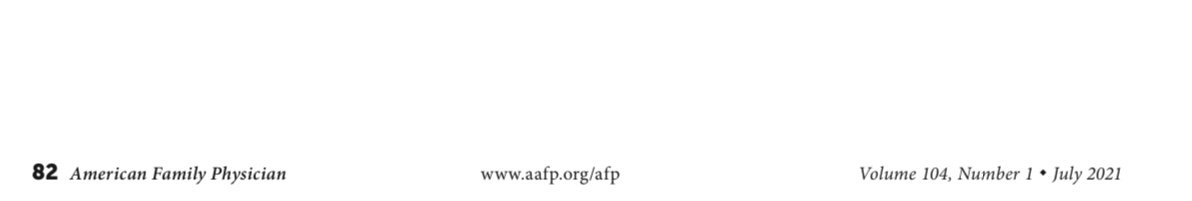 82 American Family Physician www.aafp.org/afp Volume 104, Number 1 ◆ July 2021